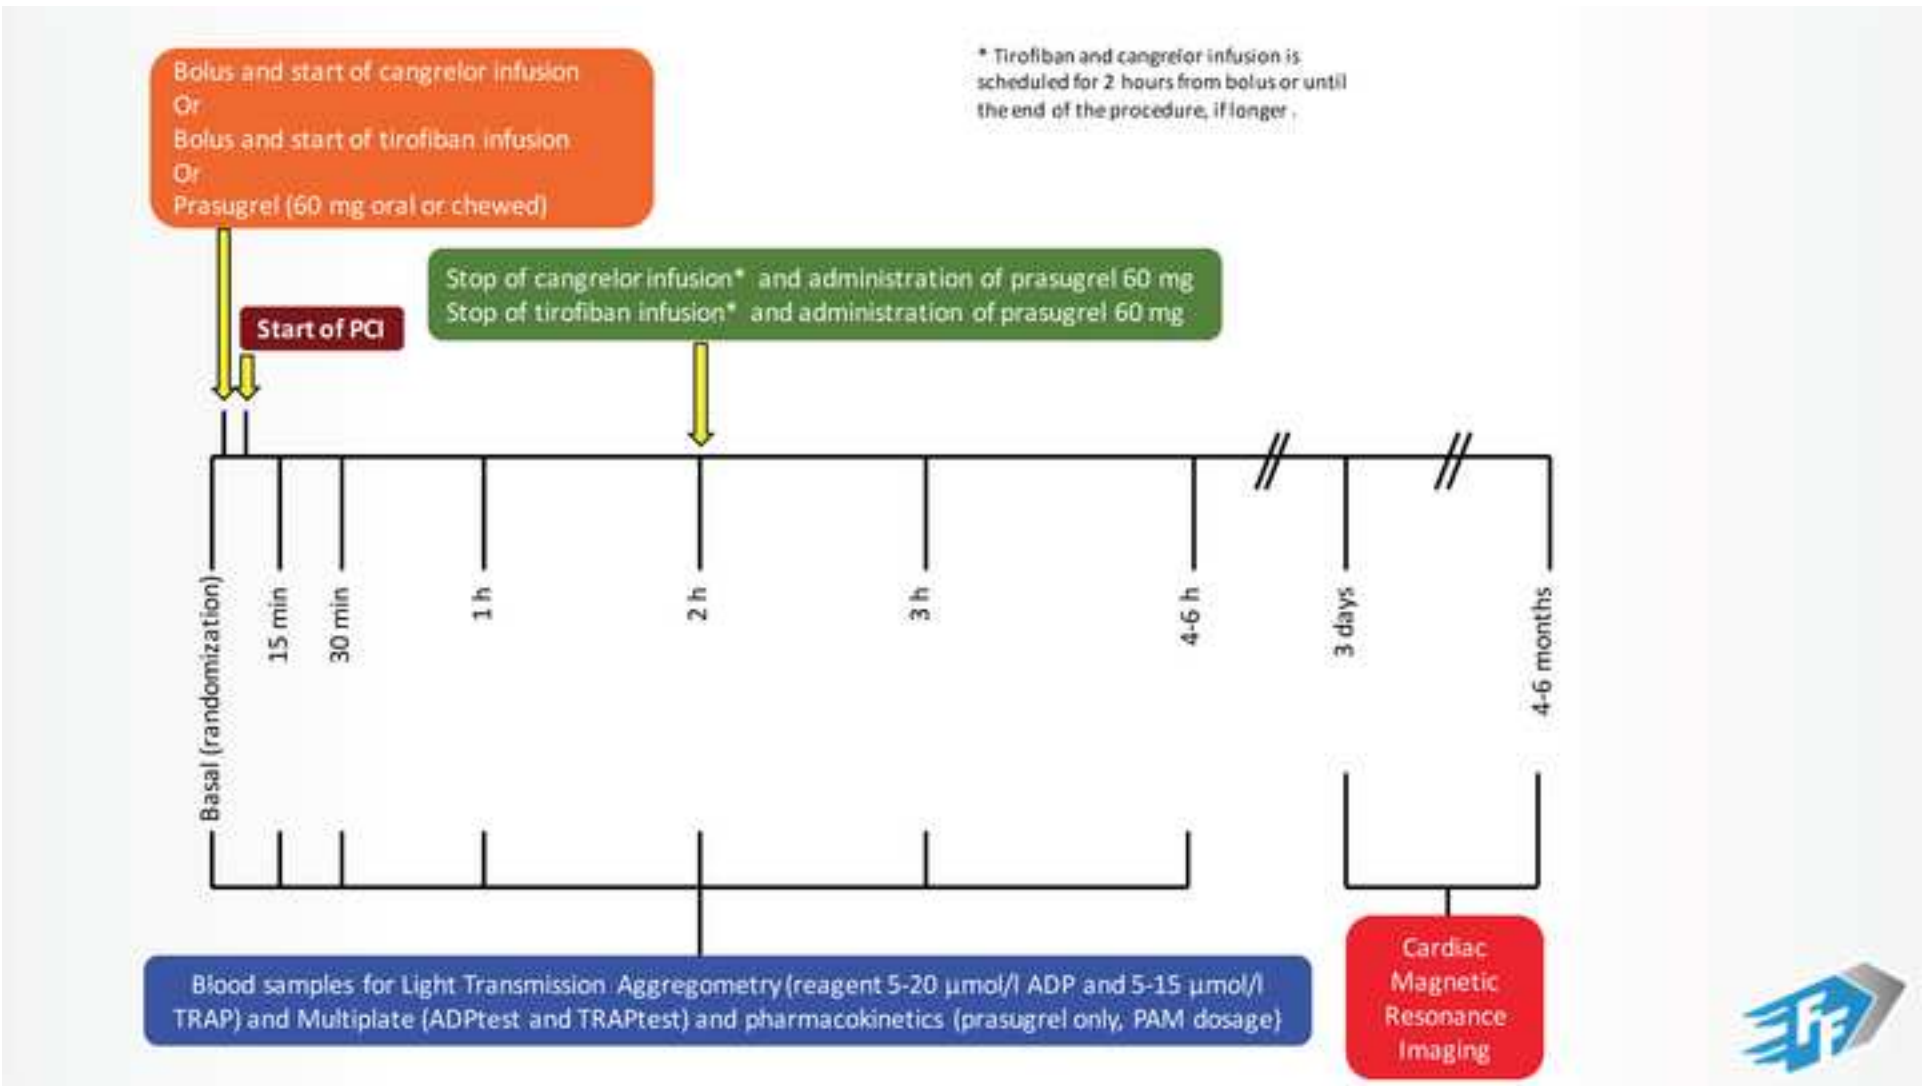 Bolus and start of cangrelor infusion
Or
Bolus and start of tirofiban infusion
Or
Prasugrel (60 mg oral or chewed)
* Tirofiban and cangrelor infusion is
scheduled for 2 hours from bolus or until
the end of the procedure, if longer .
Stop of cangrelor infusion* and administration of prasugrel 60 mg
Stop of tirofiban infusion* and administration of prasugrel 60 mg
Start of PCI
Basal (randomization)
15 min
30 min
1 h
2 h
3 h
4-6 h
3 days
4-6 months
Blood samples for Light Transmission Aggregometry (reagent 5-20 µmol/l ADP and 5-15 µmol/l
TRAP) and Multiplate (ADPtest and TRAPtest) and pharmacokinetics (prasugrel only, PAM dosage)
Cardiac
Magnetic
Resonance
Imaging
FF